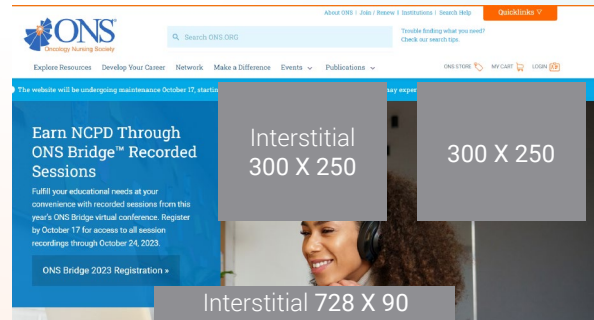 About ONS | Join / Renew | Institutions | Search Help
Quicklinks
ONS®
Oncology Nursing Society
Search ONS.ORG
Trouble finding what you need?
Check our search tips.
Explore Resources Develop Your Career Network Make a Difference Events Publications
ONS STORE MY CART LOGIN
The website will be undergoing maintenance October 17, startin
ay exper
Earn NCPD Through
ONS Bridge™ Recorded
Sessions
Fulfill your educational needs at your
convenience with recorded sessions from this
year's ONS Bridge virtual conference. Register
by October 17 for access to all session
recordings through October 24, 2023.
ONS Bridge 2023 Registration »
Interstitial
300 X 250
300 X 250
Interstitial 728 X 90